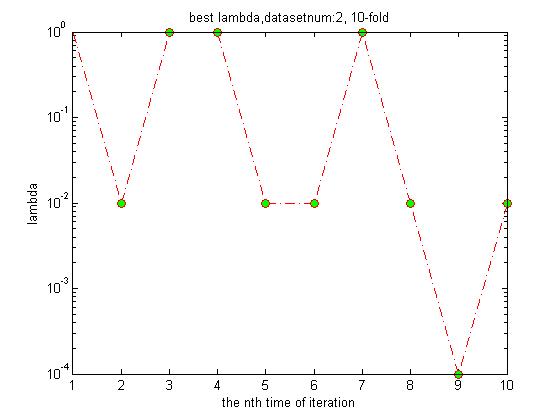 best lambda,datasetnum:2, 10-fold
10^0
10^-1
10^-2
10^-3
10^-4
lambda
1 2 3 4 5 6 7 8 9 10
the nth time of iteration